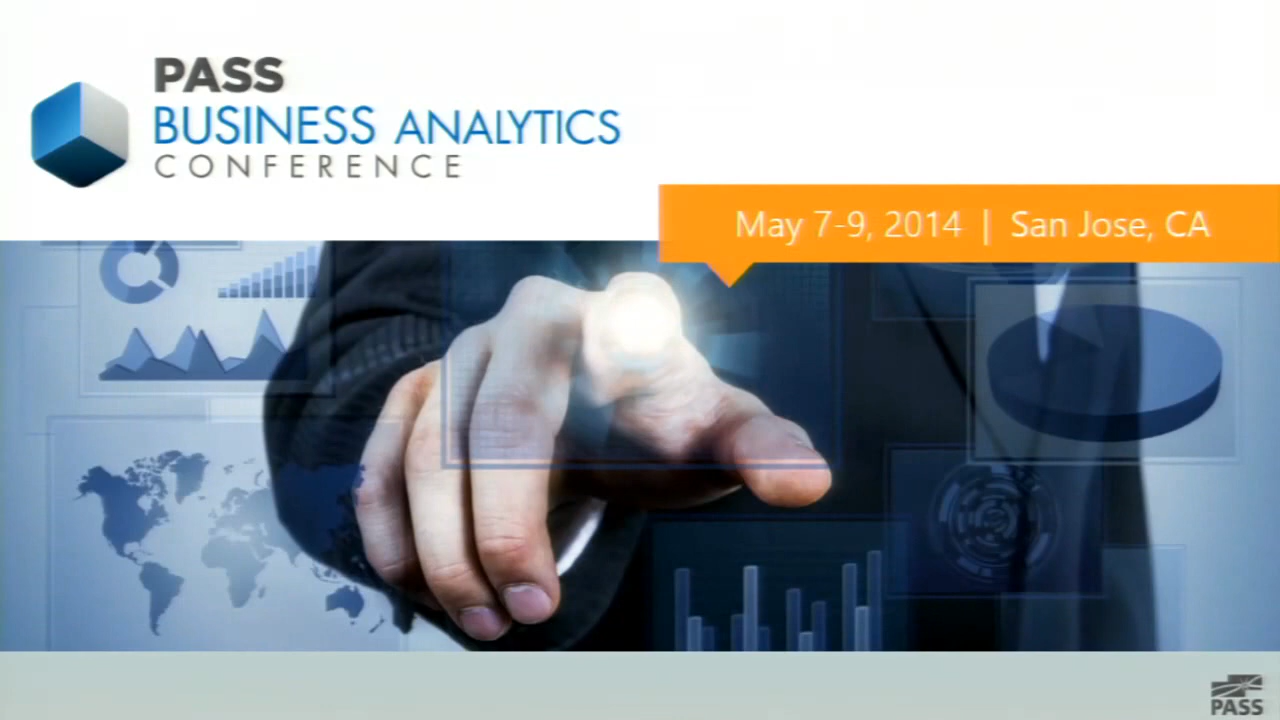 PASS
BUSINESS ANALYTICS
CONFERENCE
May 7-9, 2014 | San Jose, CA
PASS